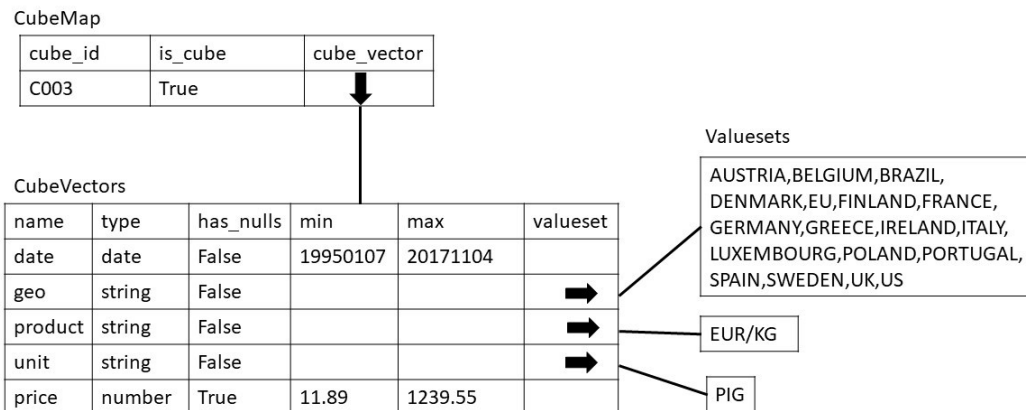 CubeMap
cube_id is_cube cube_vector
C003 True
Valuesets
AUSTRIA,BELGIUM,BRAZIL,
DENMARK,EU,FINLAND,FRANCE,
GERMANY,GREECE,IRELAND,ITALY,
LUXEMBOURG,POLAND,PORTUGAL,
SPAIN,SWEDEN,UK,US
CubeVectors
name type has_nulls min max valueset
date date False 19950107 20171104
geo string False
product string False
EUR/KG
unit string False
price number True 11.89 1239.55
PIG